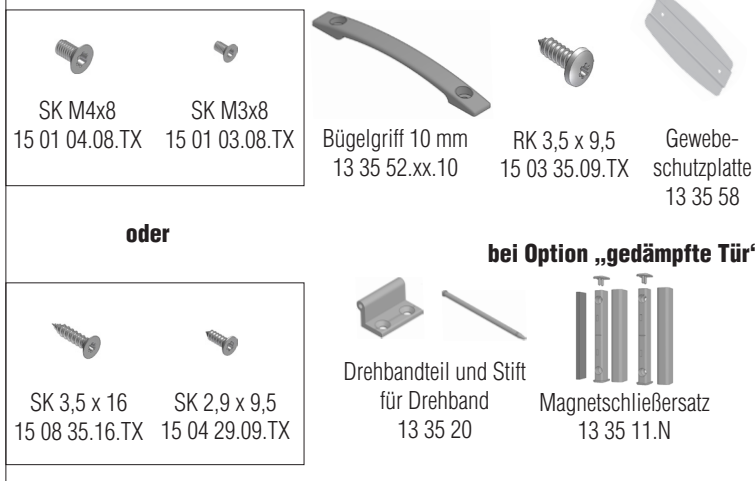 SK M4x8
15 01 04.08.TX
SK M3x8
15 01 03.08.TX
Bügelgriff 10 mm
13 35 52.xx.10
RK 3,5 x 9,5
15 03 35.09.TX
Gewebe-
schutzplatte
13 35 58
oder
bei Option „gedämpfte Tür“
SK 3,5 x 16
15 08 35.16.TX
SK 2,9 x 9,5
15 04 29.09.TX
Drehbandteil und Stift
für Drehband
13 35 20
Magnetschließersatz
13 35 11.N